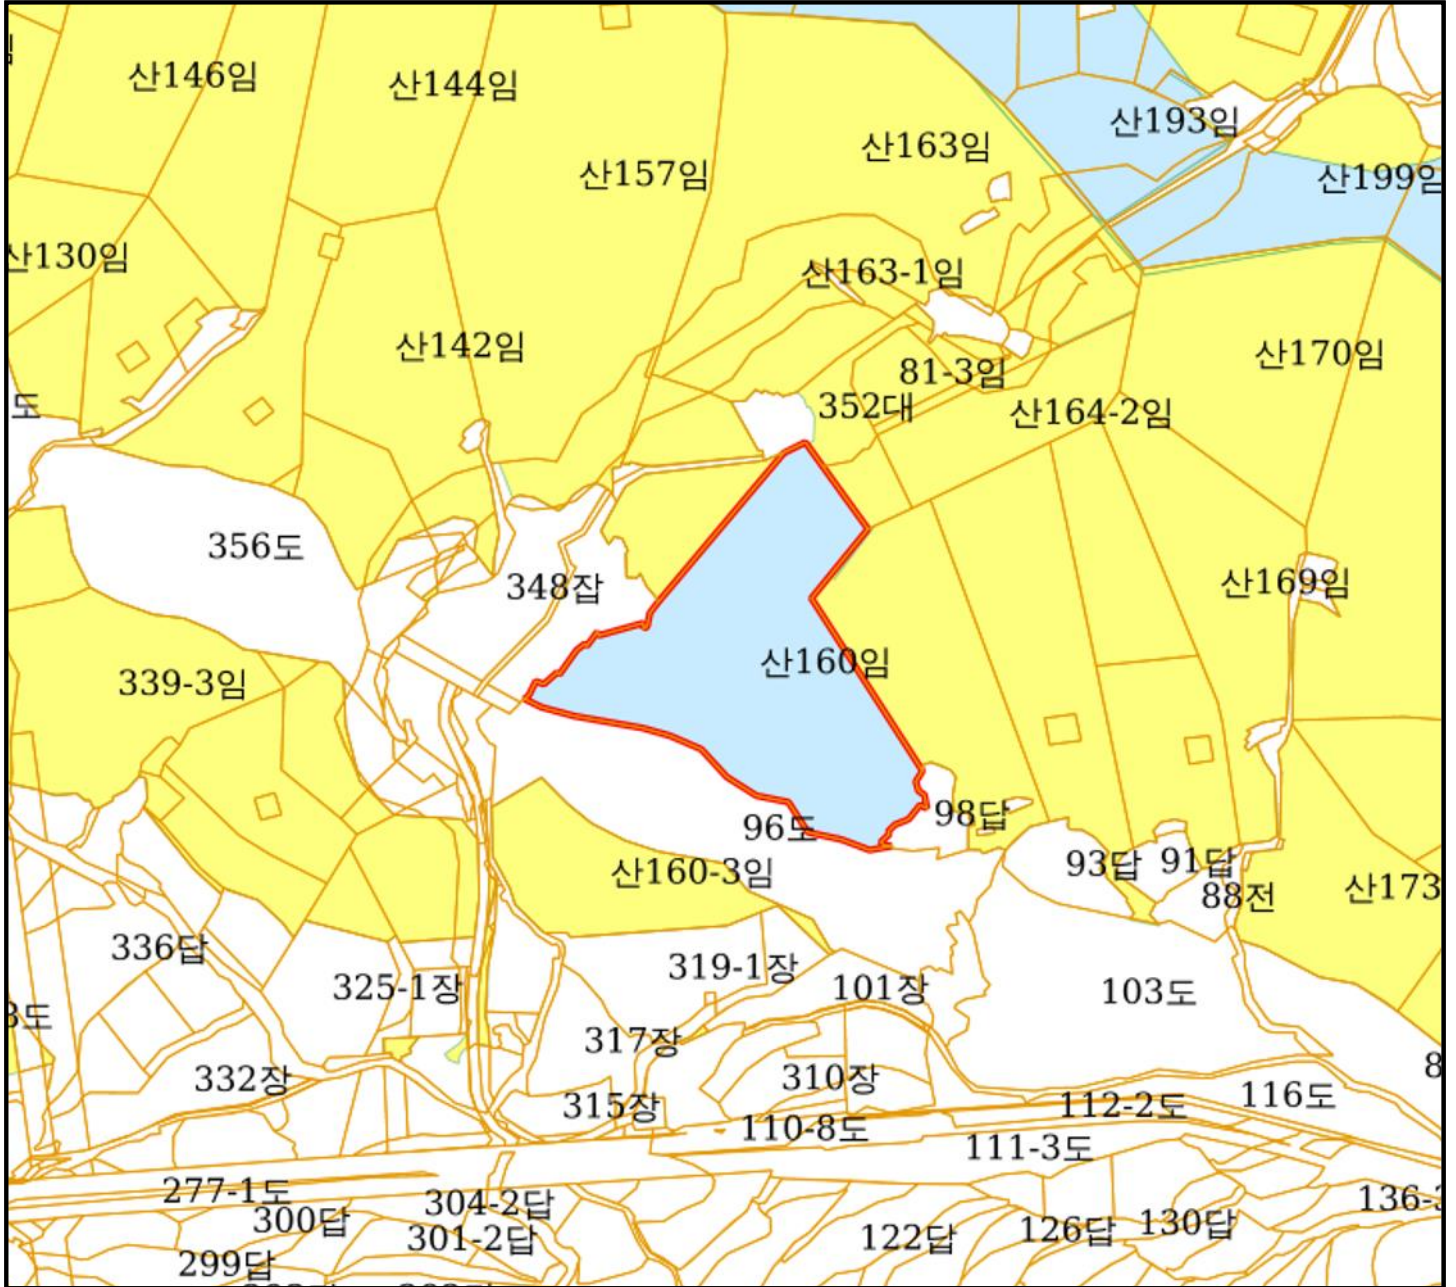 산146임
산144임
산193임
산163임
산157임
산199임
산130임
산163-1임
산142임
산170임
81-3임
도
352대
산164-2임
356도
348잡
산169임
산160임
339-3임
98답
96도
93답
91답
산160-3임
88전
산173
336답
319-1장
325-1장
101장
103도
3도
317장
332장
310장
8
116도
315장
112-2도
110-8도
111-3도
277-1도
304-2답
136-
300답
126답
130답
301-2답
122답
299답